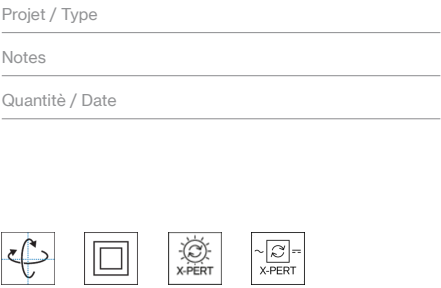 Projet / Type
Notes
Quantitè / Date
X-PERT
X-PERT